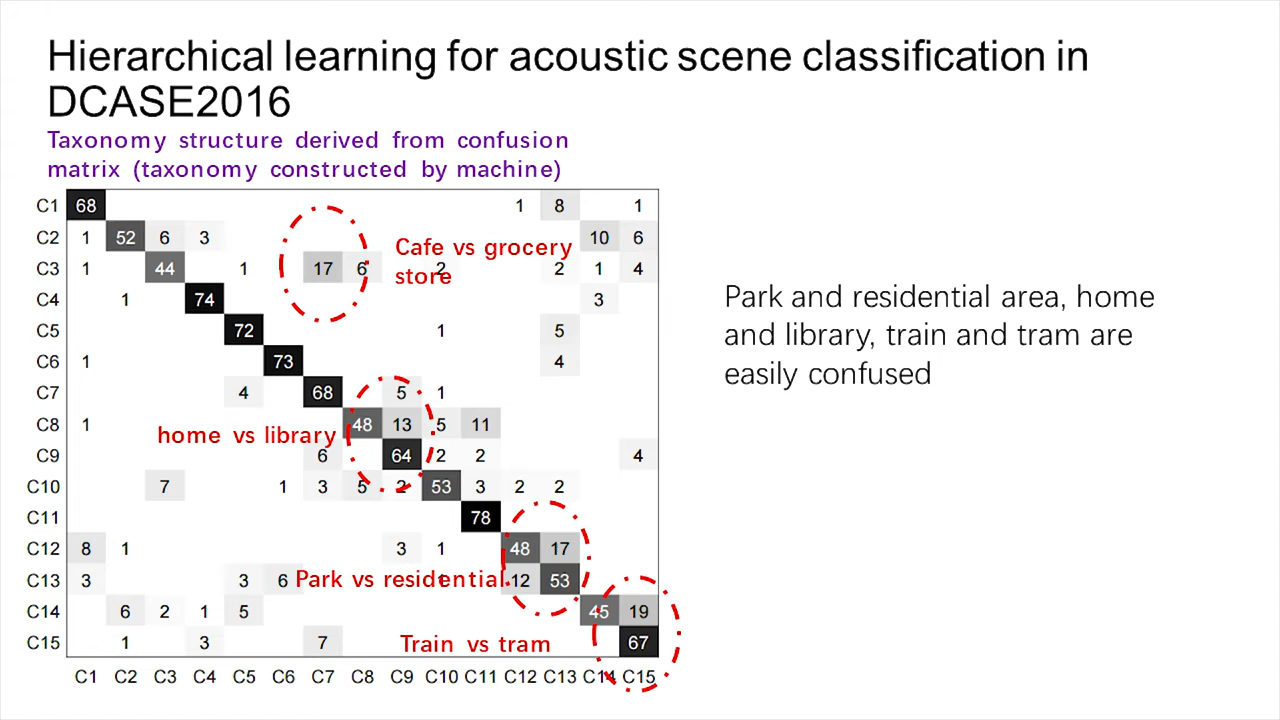 Hierarchical learning for acoustic scene classification in
DCASE2016
Taxonomy structure derived from confusion
matrix (taxonomy constructed by machine)
C1 68 1 8 1
C2 1 52 6 3 10 6
Cafe vs grocery
store
C3 1 44 1 17 6 2 2 1 4
C4 1 74 3
C5 72 1 5
C6 1 73 4
C7 4 68 5 1
C8 1 48 13 5 11
home vs library
C9 6 64 2 2 4
C10 7 1 3 5 2 53 3 2 2
C11 78
C12 8 1 3 1 48 17
C13 3 3 6 1 12 53
Park vs residential
C14 6 2 1 5 45 19
C15 1 3 7 67
Train vs tram
C1 C2 C3 C4 C5 C6 C7 C8 C9 C10 C11 C12 C13 C14 C15
Park and residential area, home
and library, train and tram are
easily confused